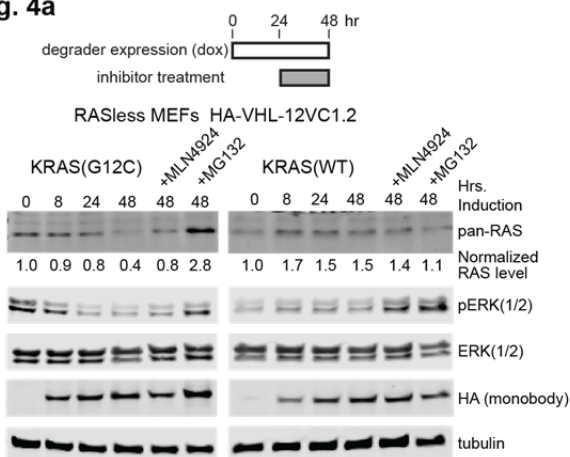 g. 4a
0 24 48 hr
degrader expression (dox)
inhibitor treatment
RASless MEFs HA-VHL-12VC1.2
KRAS(G12C) +MLN4924 +MG132 KRAS(WT) +MLN4924 +MG132
0 8 24 48 48 48 0 8 24 48 48 48 Hrs. Induction
pan-RAS
1.0 0.9 0.8 0.4 0.8 2.8 1.0 1.7 1.5 1.5 1.4 1.1 Normalized RAS level
pERK(1/2)
ERK(1/2)
HA (monobody)
tubulin